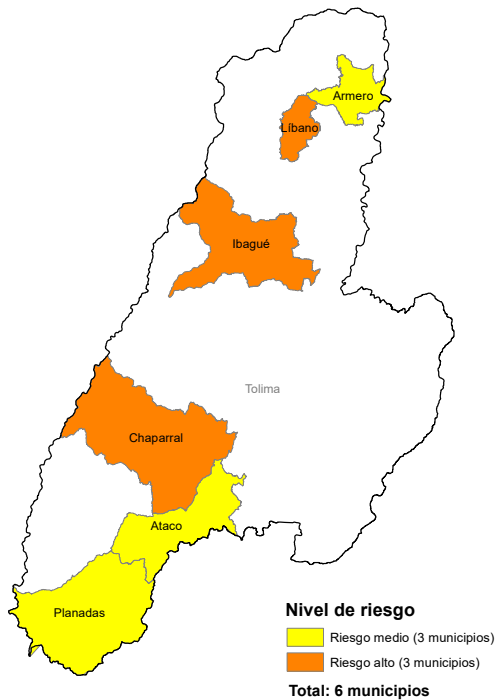 Armero
Líbano
Ibagué
Tolima
Chaparral
Ataco
Planadas
Nivel de riesgo
Riesgo medio (3 municipios)
Riesgo alto (3 municipios)
Total: 6 municipios